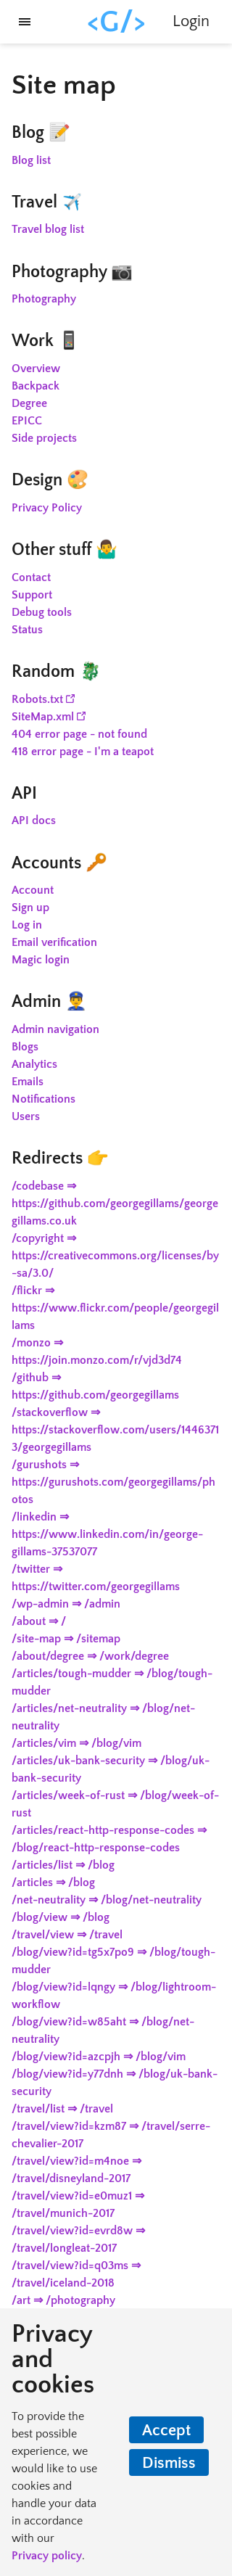 <G/>
Login
Site map
Blog 📝
Blog list
Travel ✈️
Travel blog list
Photography 📷
Photography
Work 📱
Overview
Backpack
Degree
EPICC
Side projects
Design 🎨
Privacy Policy
Other stuff 🤷‍♂️
Contact
Support
Debug tools
Status
Random 🐉
Robots.txt
SiteMap.xml
404 error page - not found
418 error page - I'm a teapot
API
API docs
Accounts 🔑
Account
Sign up
Log in
Email verification
Magic login
Admin 👮‍♂️
Admin navigation
Blogs
Analytics
Emails
Notifications
Users
Redirects 👉
/codebase ⇒
https://github.com/georgegillams/george
gillams.co.uk
/copyright ⇒
https://creativecommons.org/licenses/by
-sa/3.0/
/flickr ⇒
https://www.flickr.com/people/georgegil
lams
/monzo ⇒
https://join.monzo.com/r/vjd3d74
/github ⇒
https://github.com/georgegillams
/stackoverflow ⇒
https://stackoverflow.com/users/1446371
3/georgegillams
/gurushots ⇒
https://gurushots.com/georgegillams/ph
otos
/linkedin ⇒
https://www.linkedin.com/in/george-
gillams-37537077
/twitter ⇒
https://twitter.com/georgegillams
/wp-admin ⇒ /admin
/about ⇒ /
/site-map ⇒ /sitemap
/about/degree ⇒ /work/degree
/articles/tough-mudder ⇒ /blog/tough-
mudder
/articles/net-neutrality ⇒ /blog/net-
neutrality
/articles/vim ⇒ /blog/vim
/articles/uk-bank-security ⇒ /blog/uk-
bank-security
/articles/week-of-rust ⇒ /blog/week-of-
rust
/articles/react-http-response-codes ⇒
/blog/react-http-response-codes
/articles/list ⇒ /blog
/articles ⇒ /blog
/net-neutrality ⇒ /blog/net-neutrality
/blog/view ⇒ /blog
/travel/view ⇒ /travel
/blog/view?id=tg5x7po9 ⇒ /blog/tough-
mudder
/blog/view?id=lqngy ⇒ /blog/lightroom-
workflow
/blog/view?id=w85aht ⇒ /blog/net-
neutrality
/blog/view?id=azcpjh ⇒ /blog/vim
/blog/view?id=y77dnh ⇒ /blog/uk-bank-
security
/travel/list ⇒ /travel
/travel/view?id=kzm87 ⇒ /travel/serre-
chevalier-2017
/travel/view?id=m4noe ⇒
/travel/disneyland-2017
/travel/view?id=e0muz1 ⇒
/travel/munich-2017
/travel/view?id=evrd8w ⇒
/travel/longleat-2017
/travel/view?id=q03ms ⇒
/travel/iceland-2018
/art ⇒ /photography
Privacy
and
cookies
To provide the
best possible
experience, we
would like to use
cookies and
handle your data
in accordance
with our
Privacy policy.
Accept
Dismiss